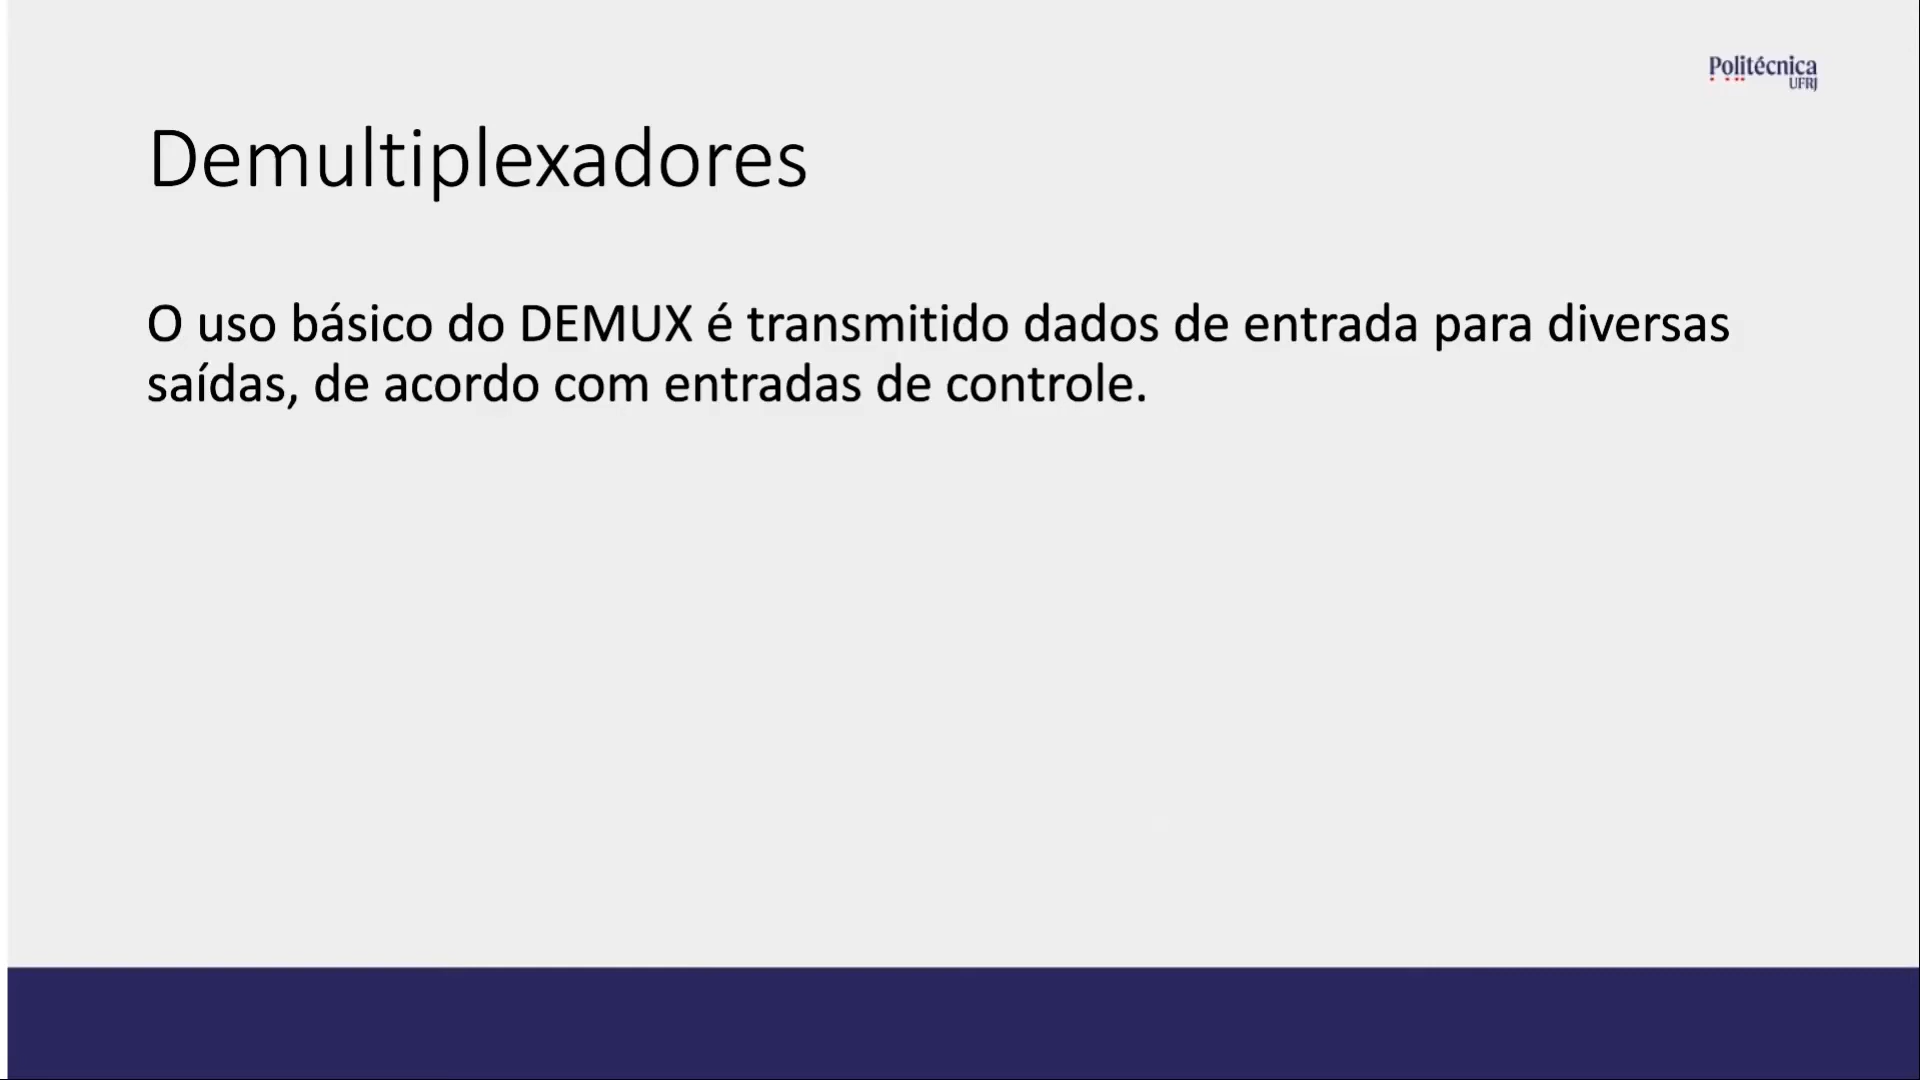 Politécnica
UFRJ
Demultiplexadores
O uso básico do DEMUX é transmitido dados de entrada para diversas
saídas, de acordo com entradas de controle.